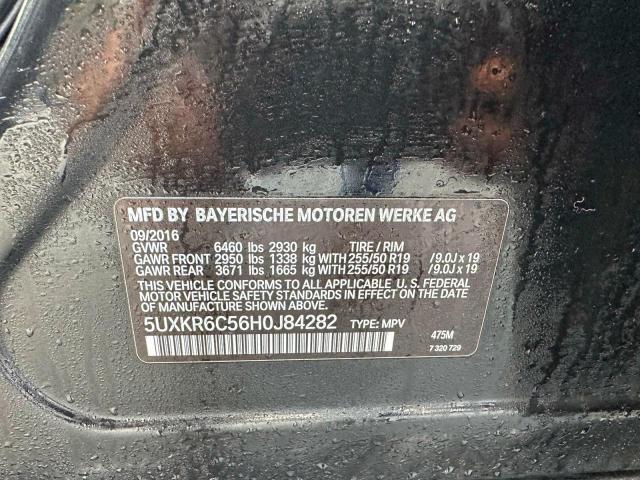 MFD BY BAYERISCHE MOTOREN WERKE AG
09/2016
GVWR 6460 lbs 2930 kg TIRE / RIM
GAWR FRONT 2950 lbs 1338 kg WITH 255/50 R19 /9.0J x 19
GAWR REAR 3671 lbs 1665 kg WITH 255/50 R19 /9.0J x 19
THIS VEHICLE CONFORMS TO ALL APPLICABLE U. S. FEDERAL
MOTOR VEHICLE SAFETY STANDARDS IN EFFECT ON THE DATE
OF MANUFACTURE SHOWN ABOVE.
5UXKR6C56H0J84282 TYPE: MPV
475M
7 320 729